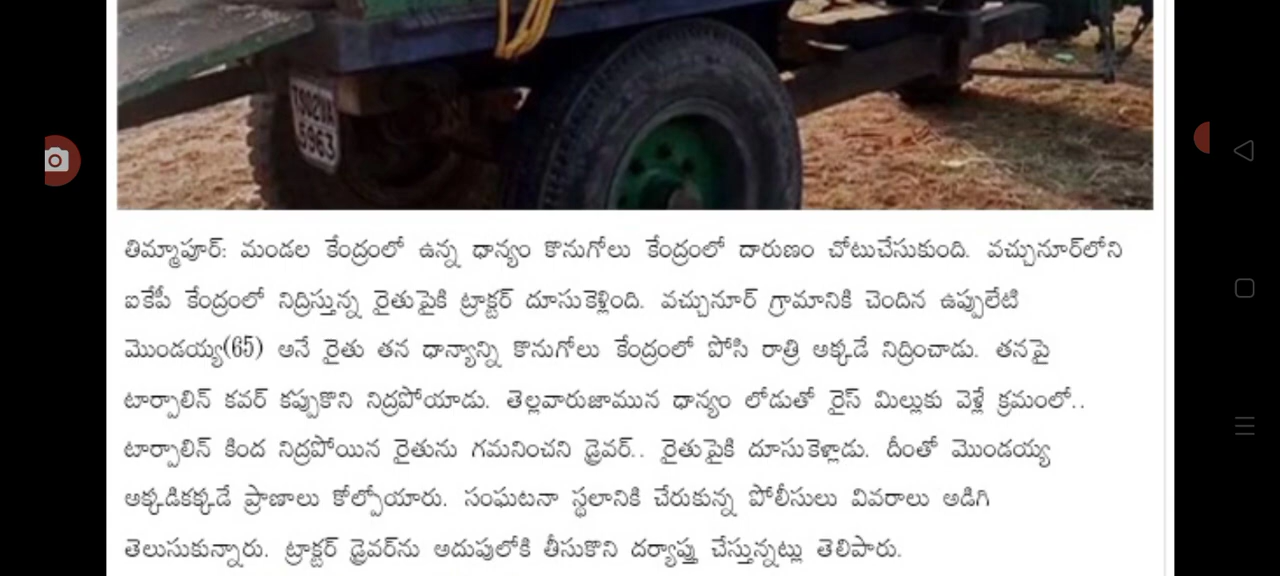 TS02VA
5963
తిమ్మాపూర్: మండల కేంద్రంలో ఉన్న ధాన్యం కొనుగోలు కేంద్రంలో దారుణం చోటుచేసుకుంది. వచ్చునూర్‌లోని
ఐకేపీ కేంద్రంలో నిద్రిస్తున్న రైతుపైకి ట్రాక్టర్ దూసుకెళ్లింది. వచ్చునూర్ గ్రామానికి చెందిన ఉప్పులేటి
మొండయ్య(65) అనే రైతు తన ధాన్యాన్ని కొనుగోలు కేంద్రంలో పోసి రాత్రి అక్కడే నిద్రించాడు. తనపై
టార్పాలిన్ కవర్ కప్పుకొని నిద్రపోయాడు. తెల్లవారుజామున ధాన్యం లోడుతో రైస్ మిల్లుకు వెళ్లే క్రమంలో..
టార్పాలిన్ కింద నిద్రపోయిన రైతును గమనించని డ్రైవర్.. రైతుపైకి దూసుకెళ్లాడు. దీంతో మొండయ్య
అక్కడికక్కడే ప్రాణాలు కోల్పోయారు. సంఘటనా స్థలానికి చేరుకున్న పోలీసులు వివరాలు అడిగి
తెలుసుకున్నారు. ట్రాక్టర్ డ్రైవర్‌ను అదుపులోకి తీసుకొని దర్యాప్తు చేస్తున్నట్లు తెలిపారు.